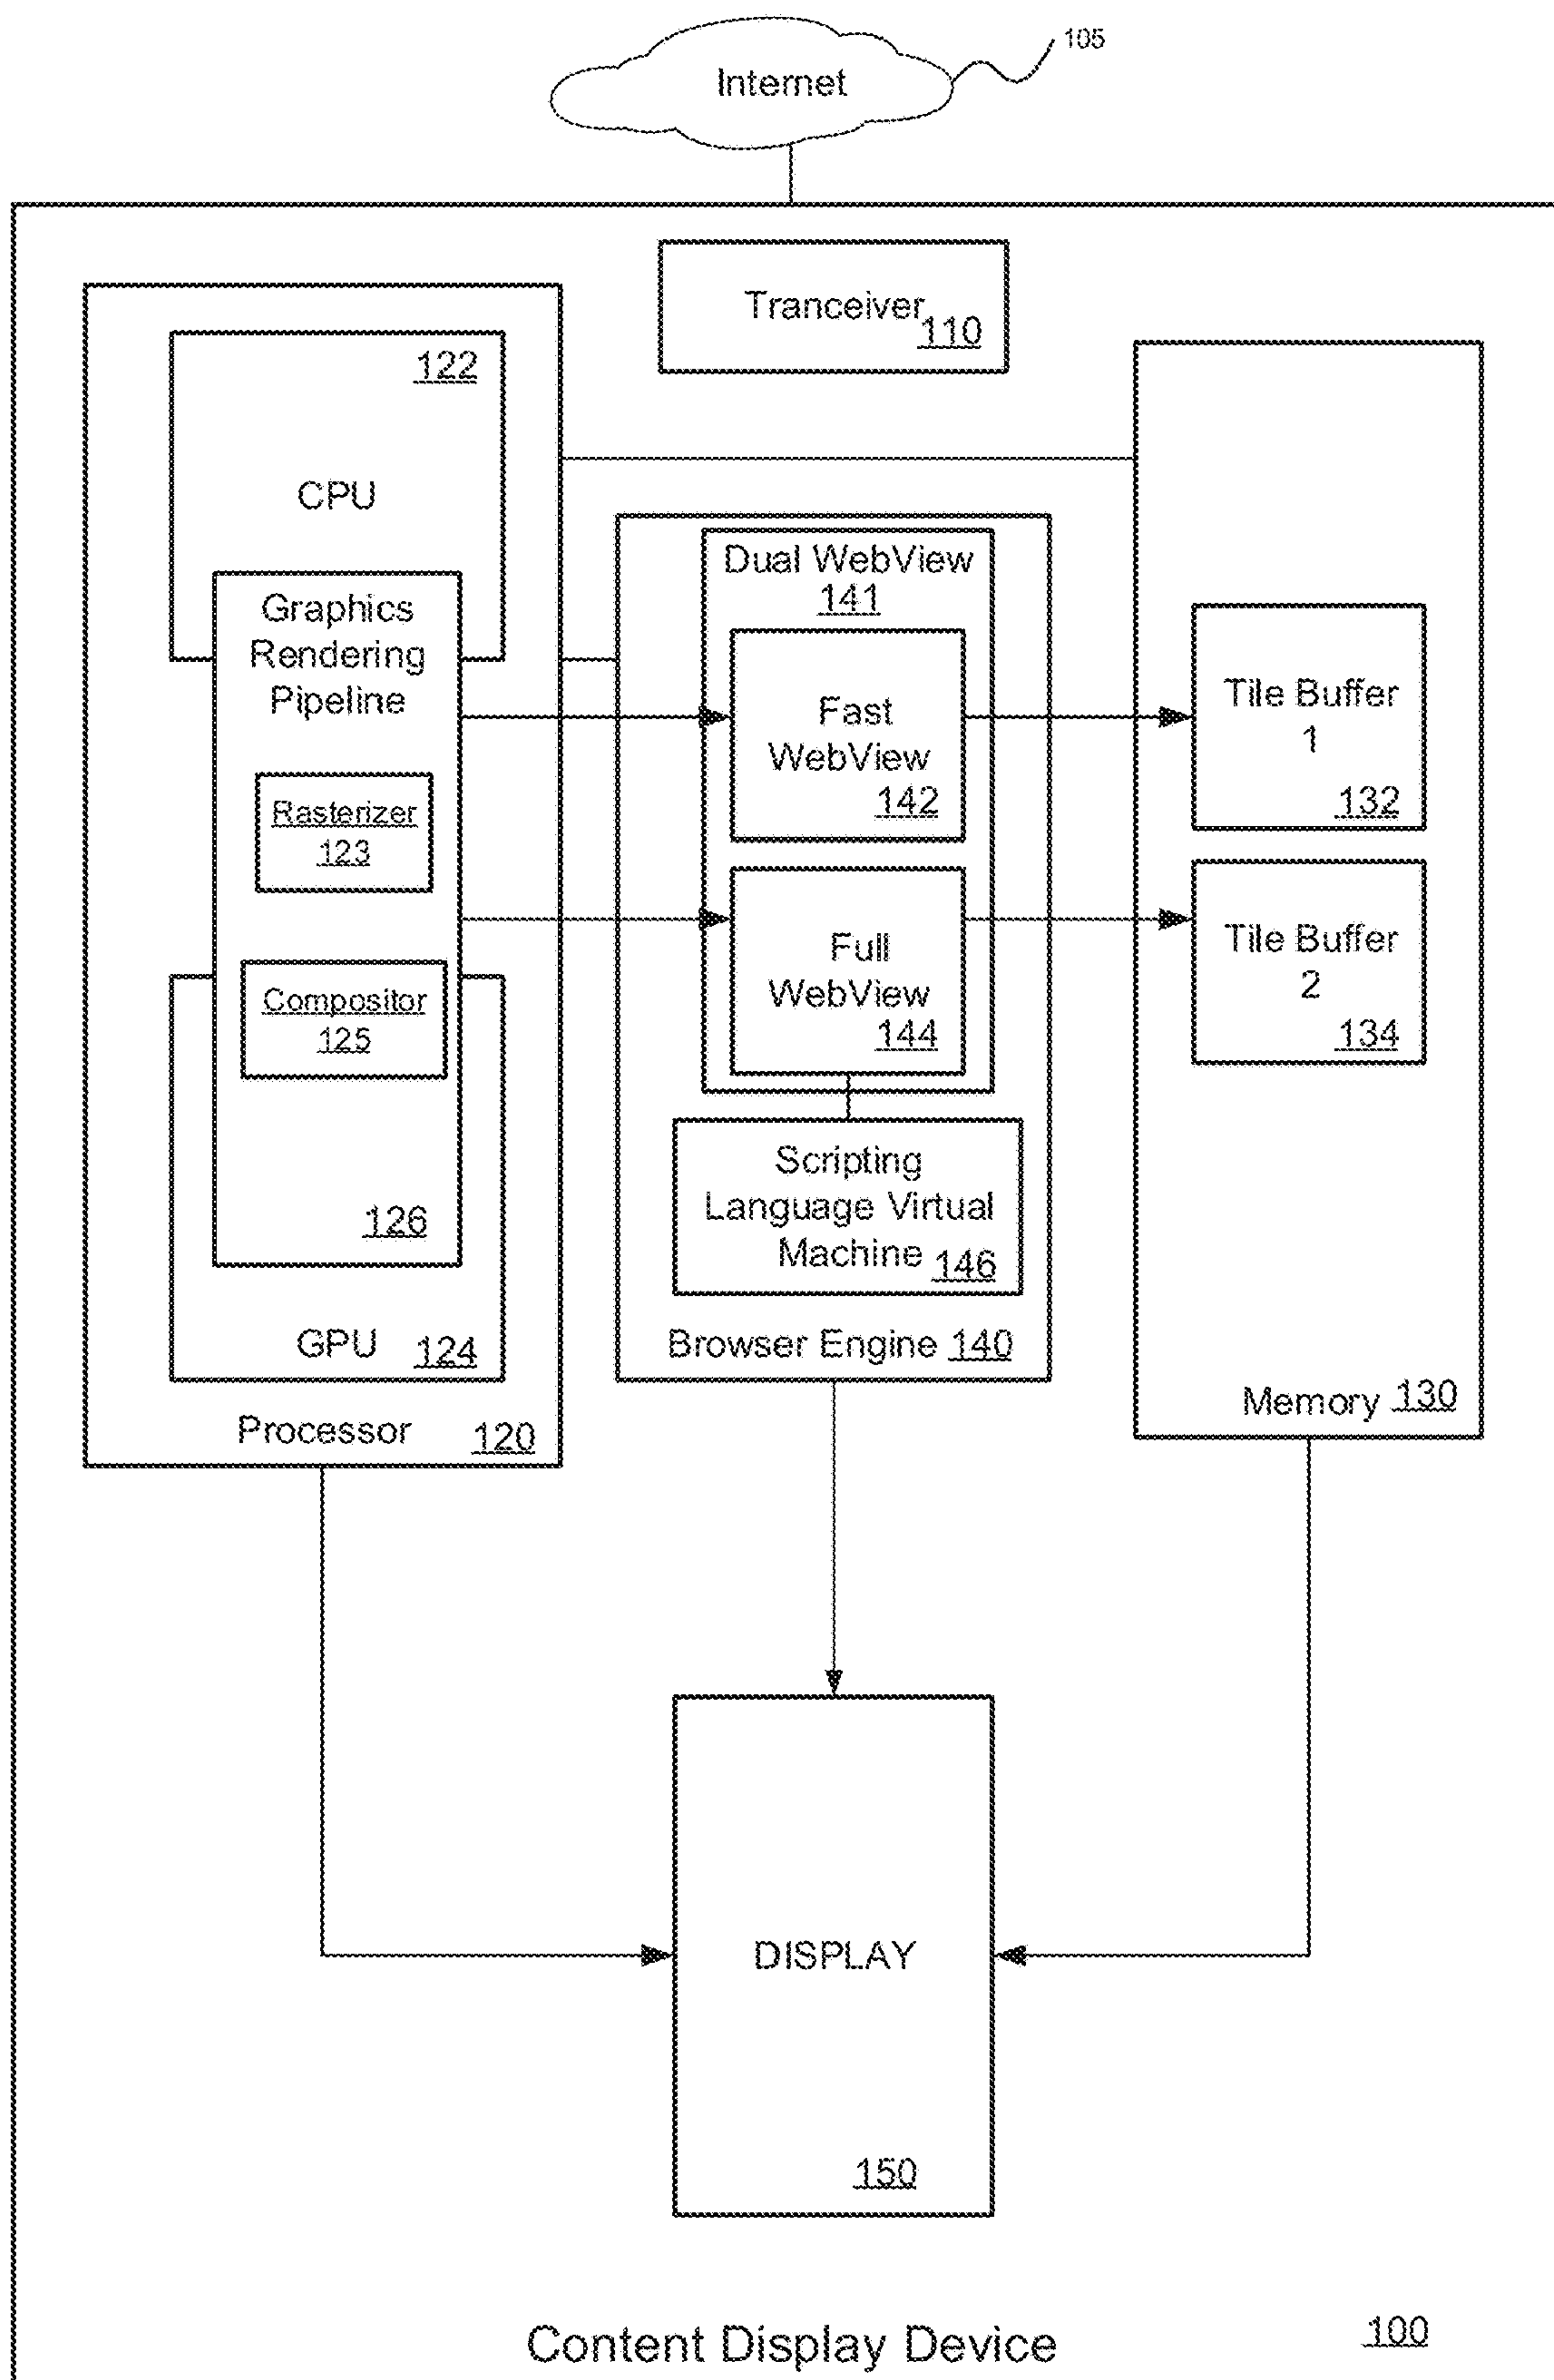 Internet
105
Tranceiver
110
122
CPU
Graphics
Rendering
Pipeline
Rasterizer
123
Compositor
125
126
GPU 124
Processor 120
Dual WebView
141
Fast
WebView
142
Full
WebView
144
Scripting
Language Virtual
Machine 146
Browser Engine 140
Tile Buffer
1
132
Tile Buffer
2
134
Memory 130
DISPLAY
150
Content Display Device 100